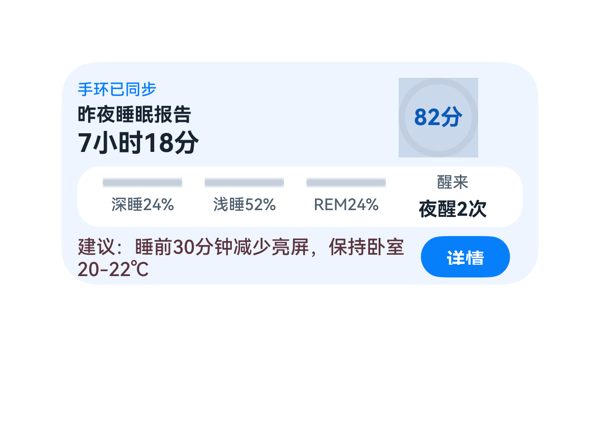 手环已同步
昨夜睡眠报告
7小时18分
82分
深睡24%
浅睡52%
REM24%
醒来
夜醒2次
建议：睡前30分钟减少亮屏，保持卧室
20-22℃
详情